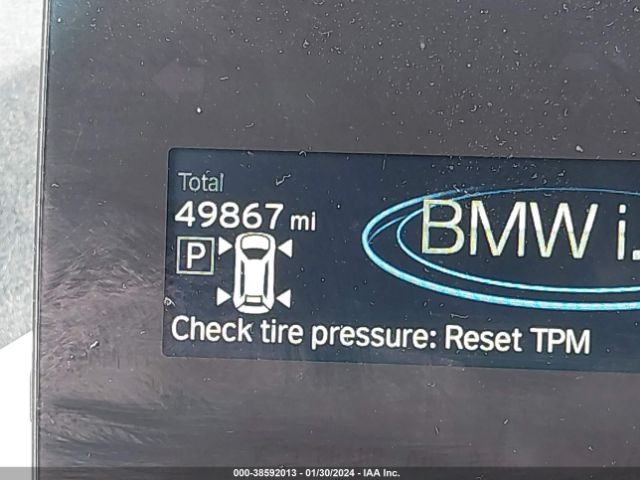 Total
49867 mi
BMW i.
P
Check tire pressure: Reset TPM
000-38592013 - 01/30/2024 - IAA Inc.